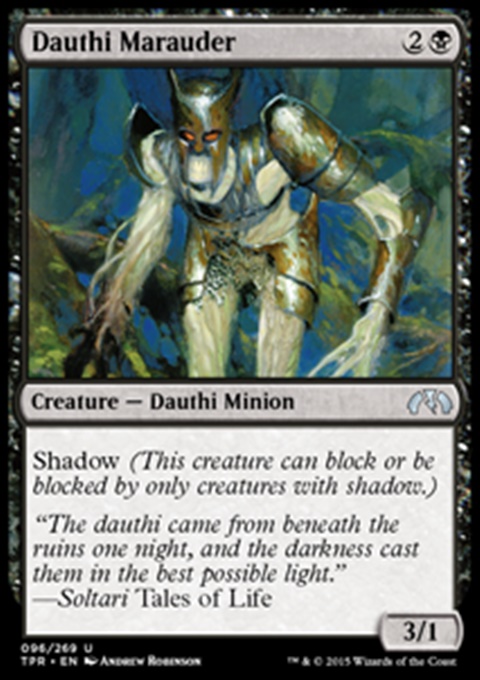 Dauthi Marauder 2
Creature — Dauthi Minion
Shadow (This creature can block or be
blocked by only creatures with shadow.)
“The dauthi came from beneath the
ruins one night, and the darkness cast
them in the best possible light.”
—Soltari Tales of Life
3/1
096/269 U
TPR • EN Andrew Robinson ™ & © 2015 Wizards of the Coast